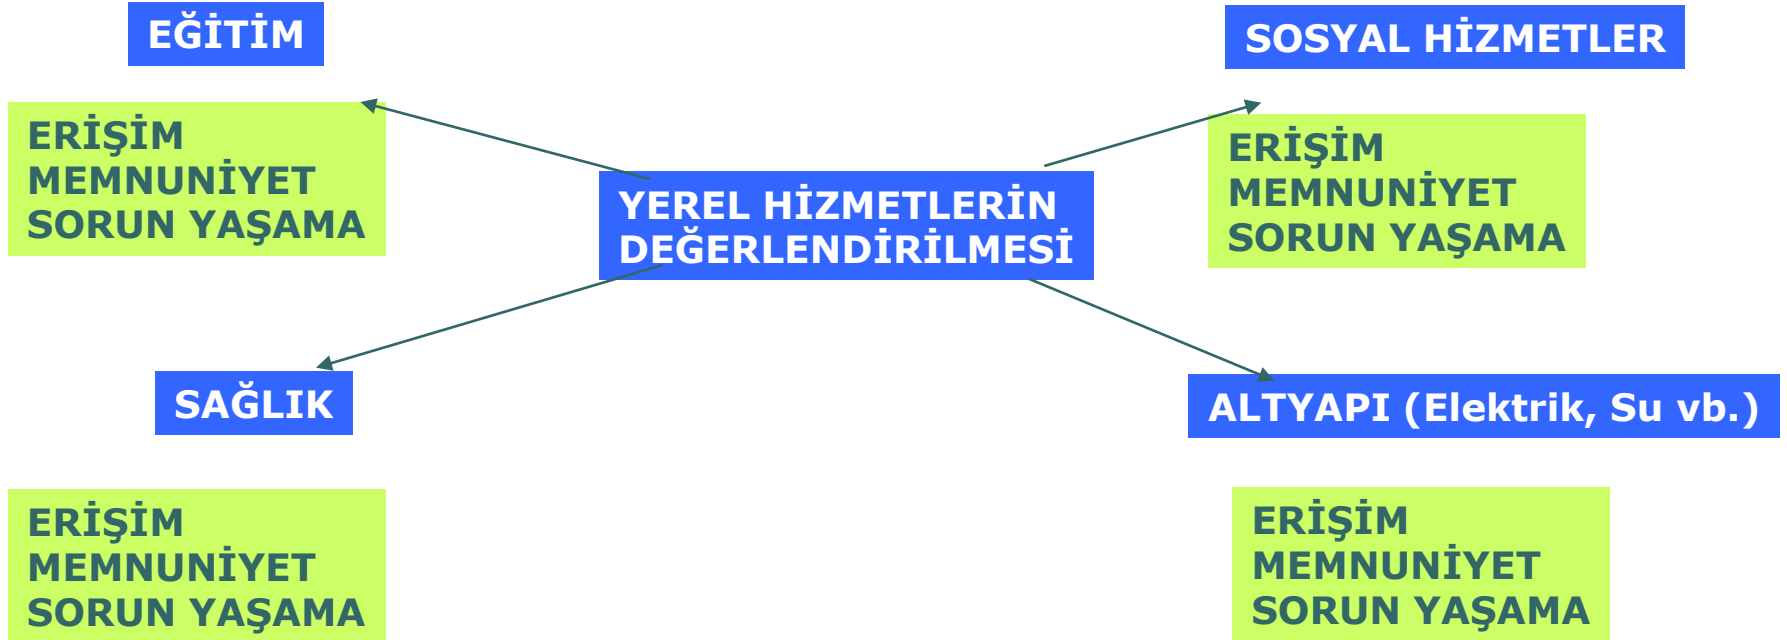 EĞİTİM
ERİŞİM
MEMNUNİYET
SORUN YAŞAMA
SOSYAL HİZMETLER
ERİŞİM
MEMNUNİYET
SORUN YAŞAMA
YEREL HİZMETLERİN
DEĞERLENDİRİLMESİ
SAĞLIK
ERİŞİM
MEMNUNİYET
SORUN YAŞAMA
ALTYAPI (Elektrik, Su vb.)
ERİŞİM
MEMNUNİYET
SORUN YAŞAMA